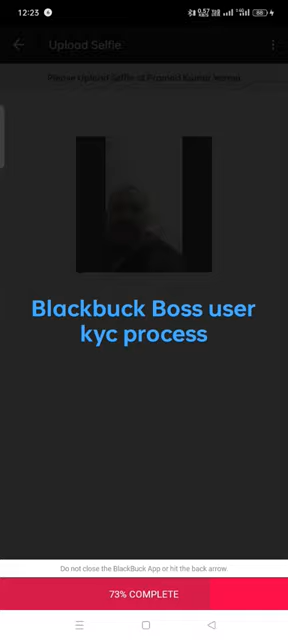 12:23
Upload Selfie
Blackbuck Boss user
kyc process
Do not close the BlackBuck App or hit the back arrow.
73% COMPLETE